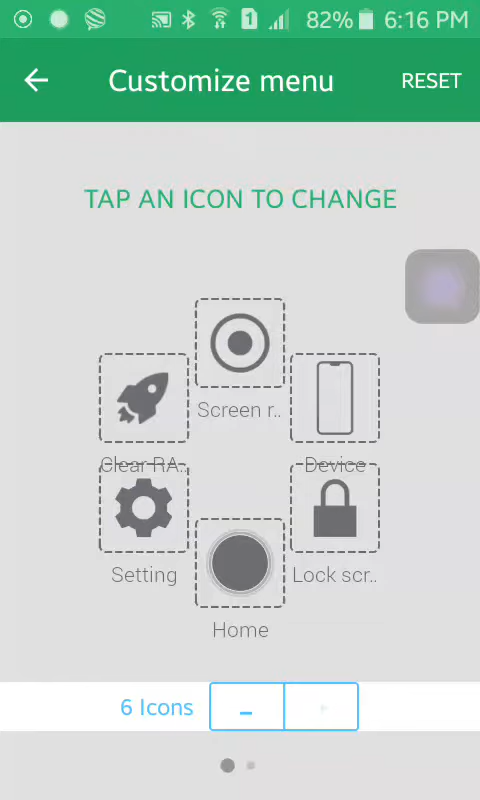 1 82% 6:16 PM
Customize menu RESET
TAP AN ICON TO CHANGE
Screen r..
Clear RA.. Device
Setting Lock scr..
Home
6 Icons -